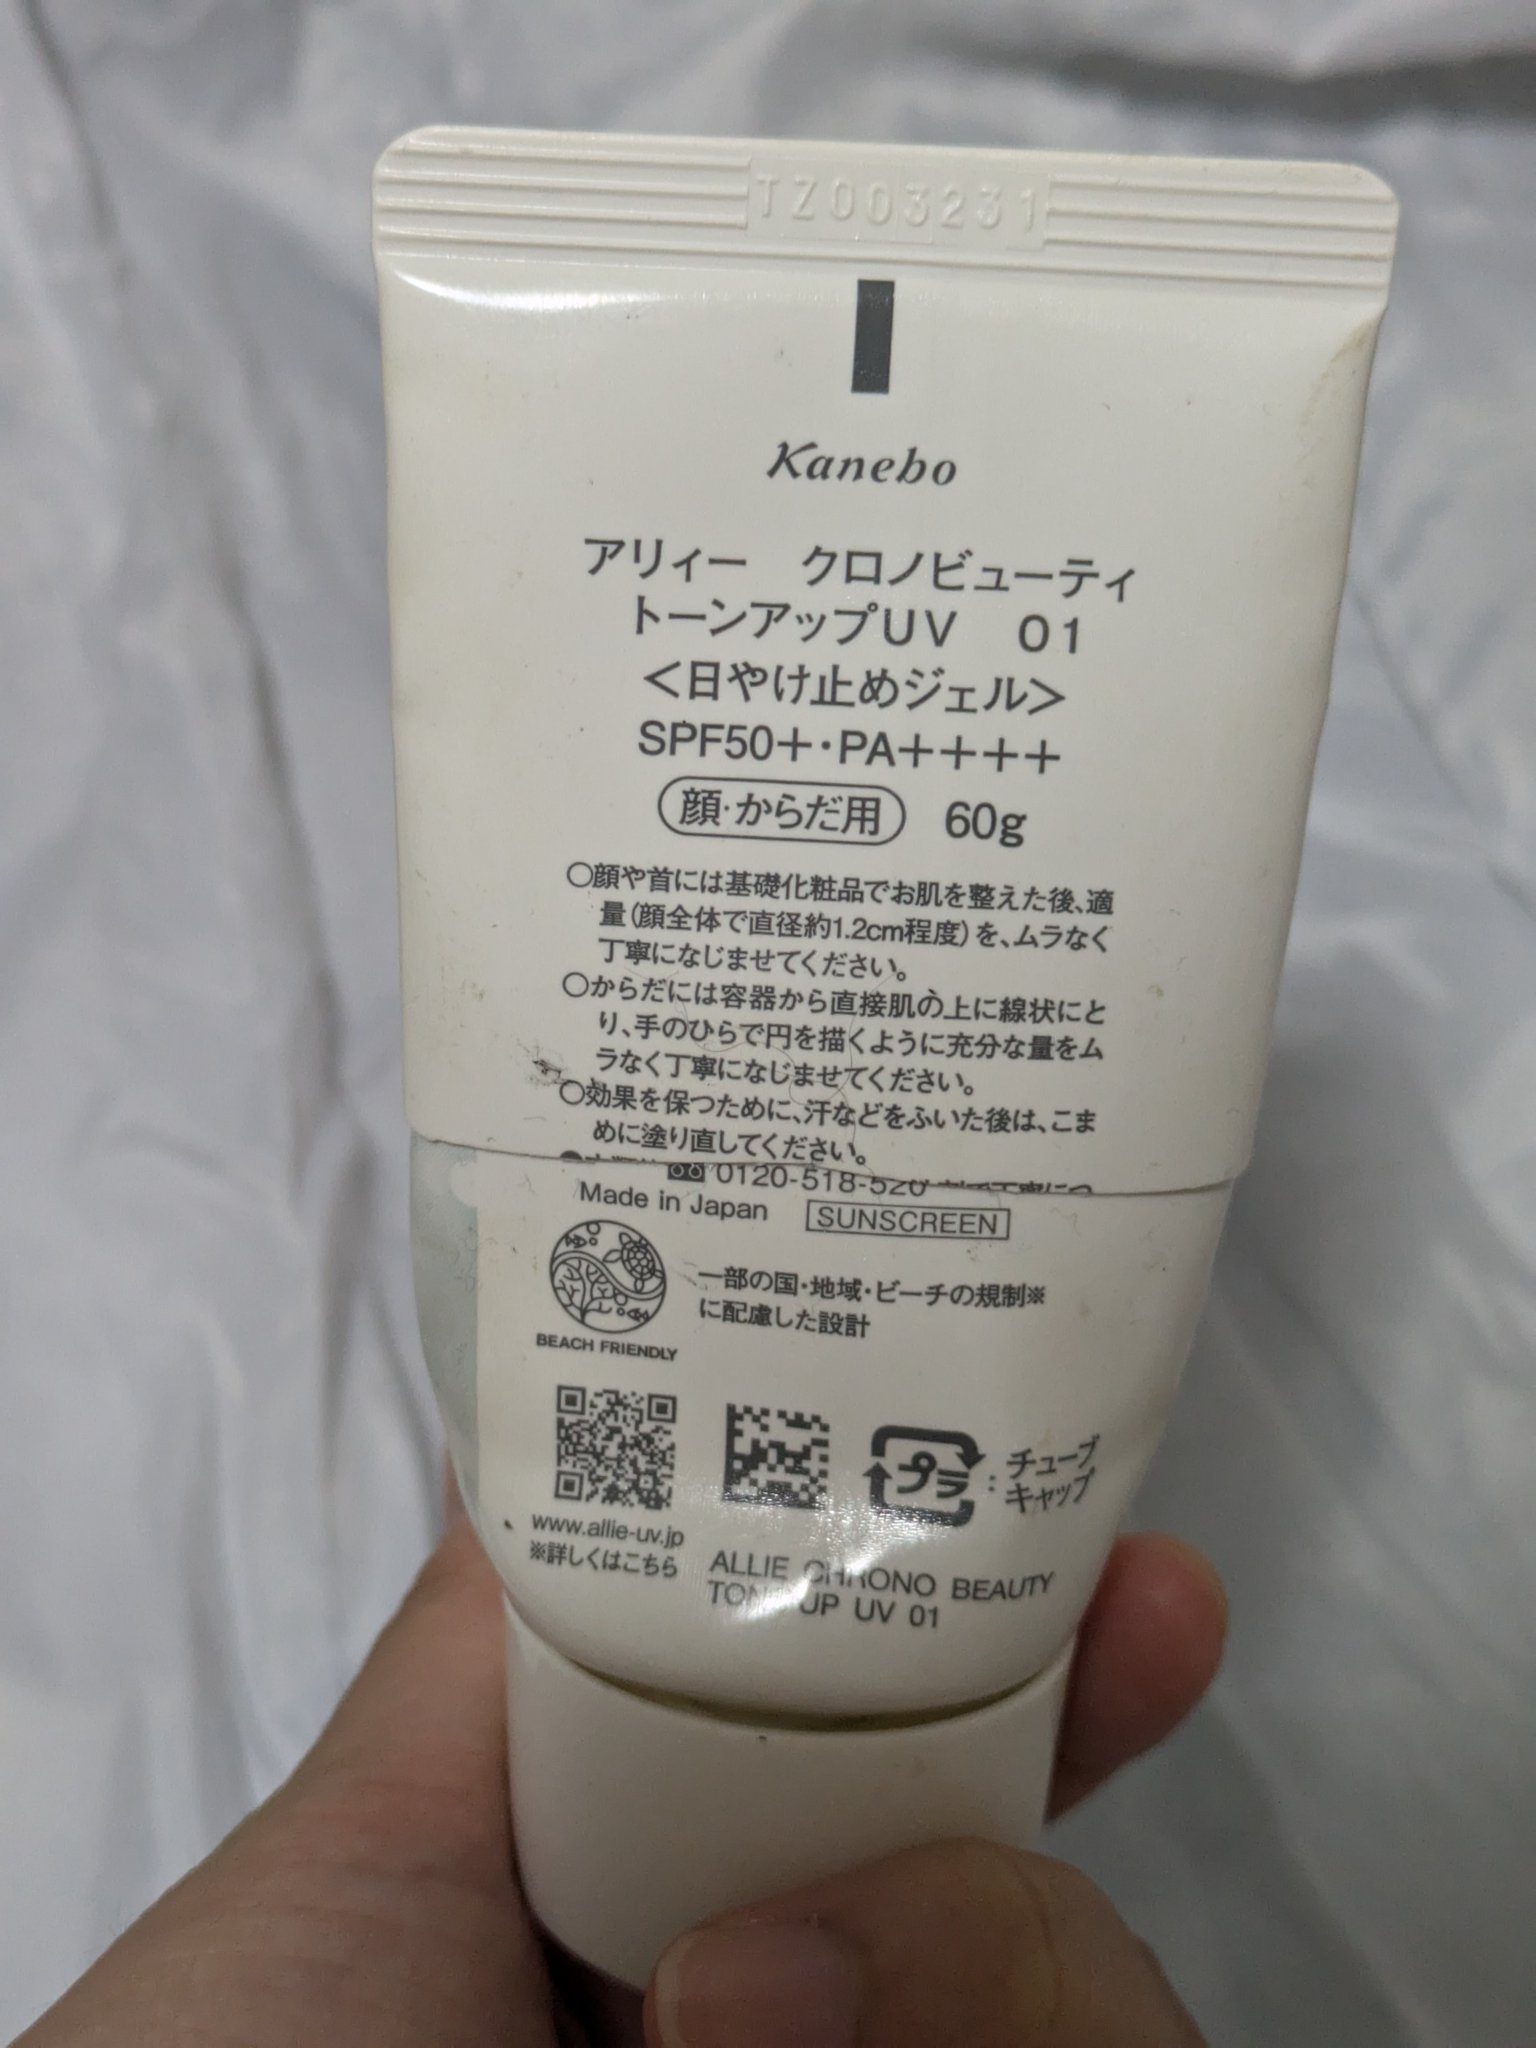 TZ003231
Kanebo
アリィー　クロノビューティ
トーンアップUV　01
＜日やけ止めジェル＞
SPF50＋・PA＋＋＋＋
顔・からだ用　60g
○顔や首には基礎化粧品でお肌を整えた後、適
量（顔全体で直径約1.2cm程度）を、ムラなく
丁寧になじませてください。
○からだには容器から直接肌の上に線状にと
り、手のひらで円を描くように充分な量をム
ラなく丁寧になじませてください。
○効果を保つために、汗などをふいた後は、こま
めに塗り直してください。
0120-518-520
Made in Japan　SUNSCREEN
一部の国・地域・ビーチの規制※
に配慮した設計
BEACH FRIENDLY
プラ：チューブ
キャップ
www.allie-uv.jp
※詳しくはこちら
ALLIE CHRONO BEAUTY
TONE UP UV 01